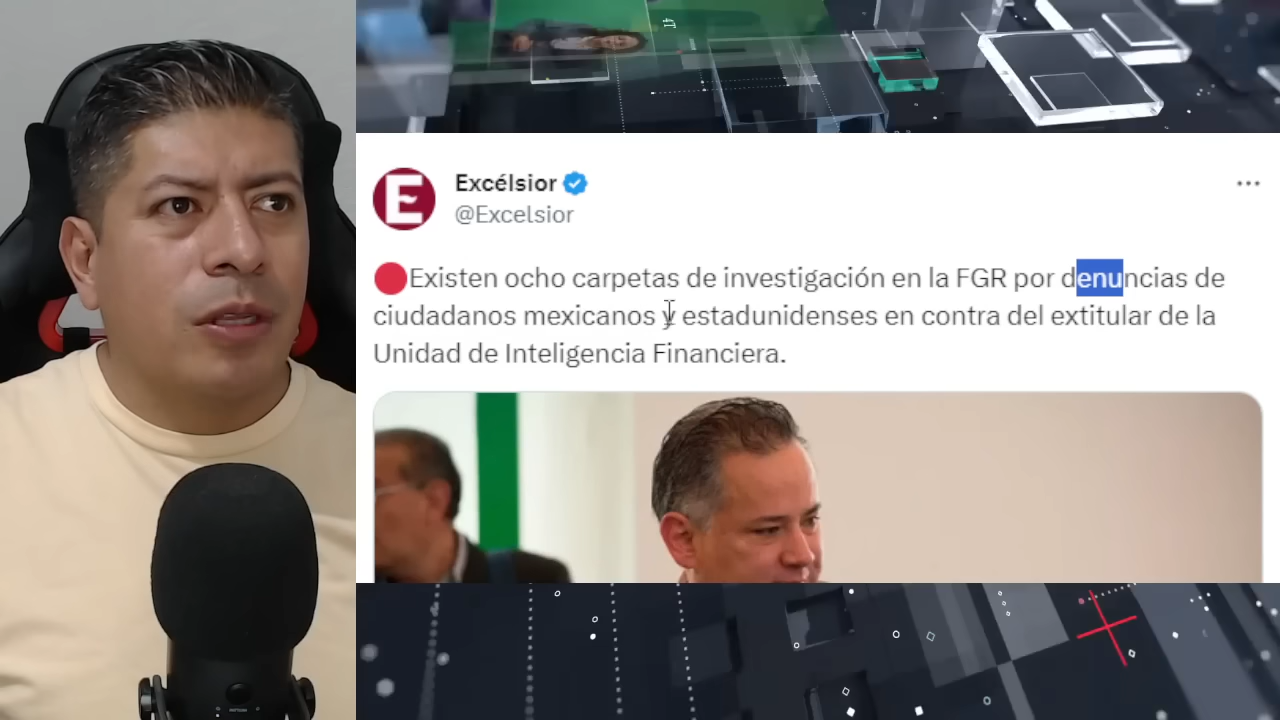 Excélsior
@Excelsior
Existen ocho carpetas de investigación en la FGR por denuncias de
ciudadanos mexicanos y estadunidenses en contra del extitular de la
Unidad de Inteligencia Financiera.